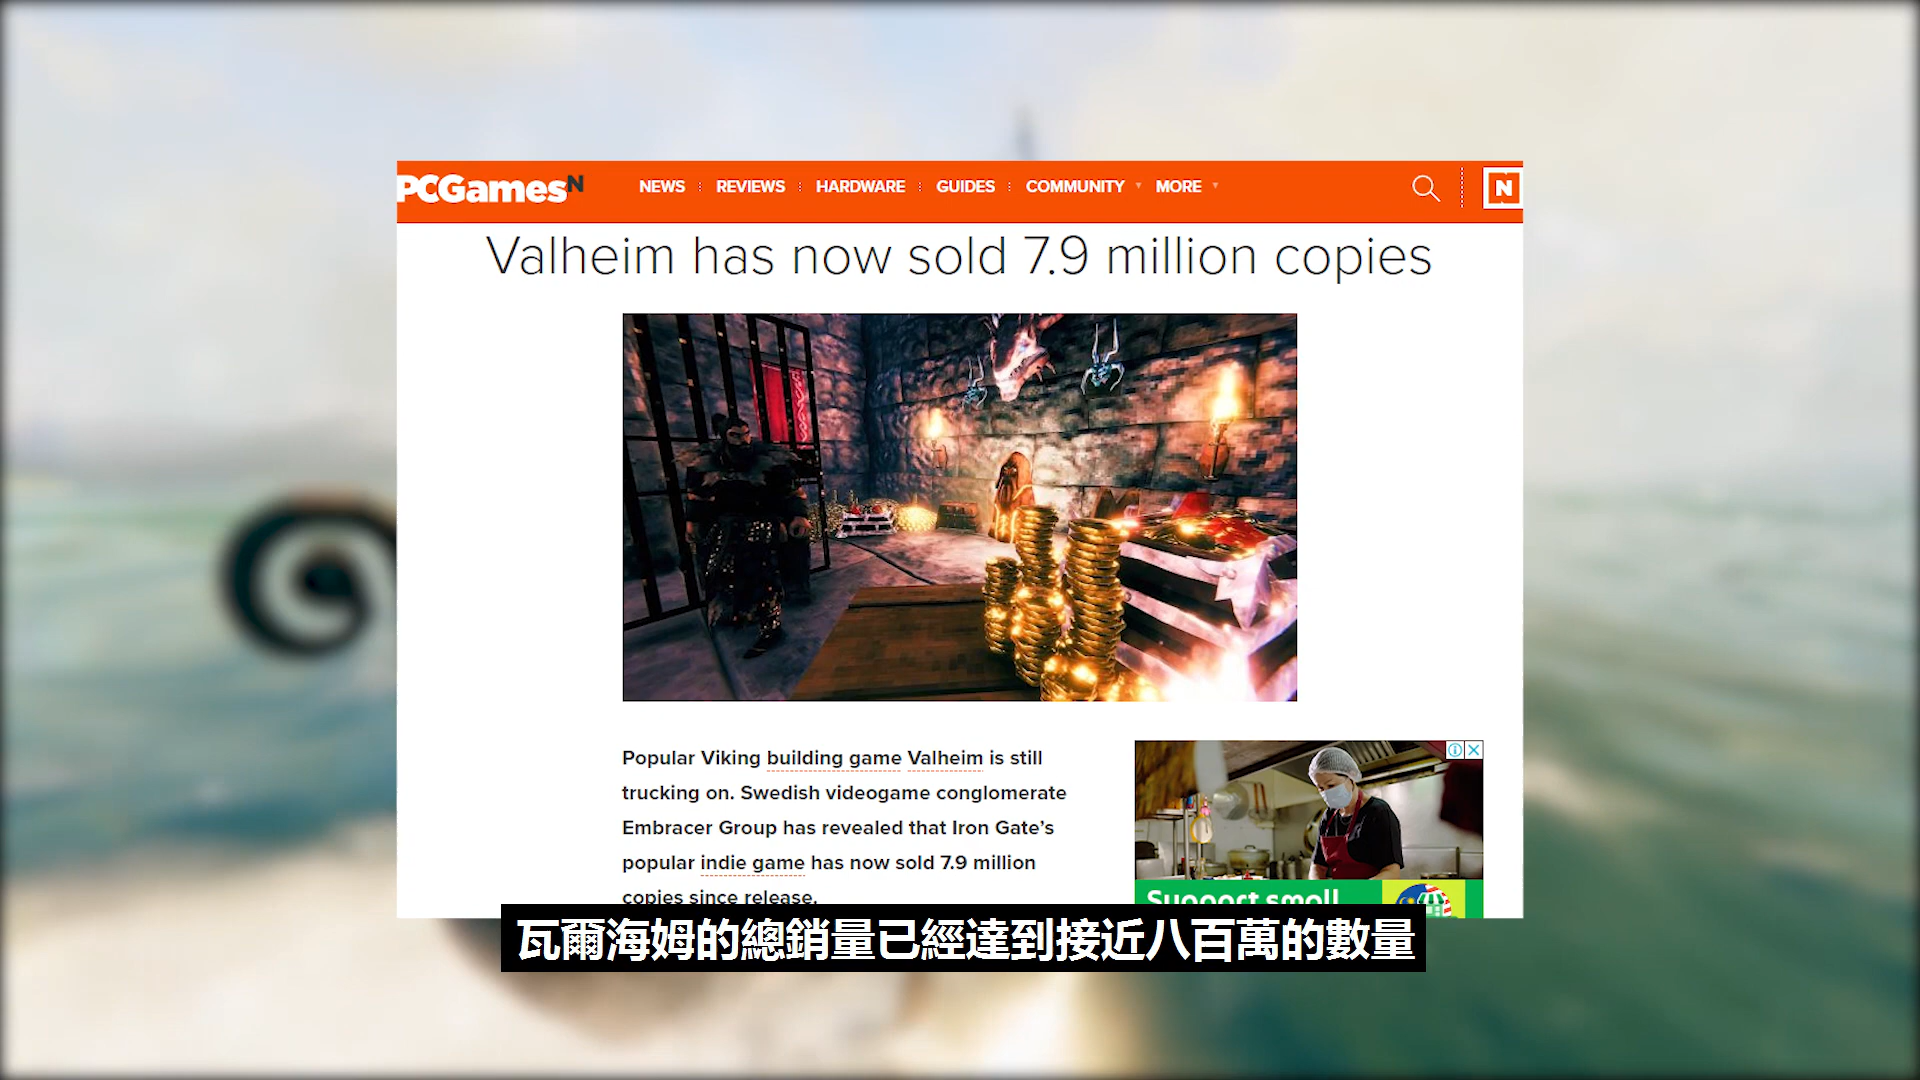 PCGamesN
NEWS REVIEWS HARDWARE GUIDES COMMUNITY MORE
N
Valheim has now sold 7.9 million copies
Popular Viking building game Valheim is still
trucking on. Swedish videogame conglomerate
Embracer Group has revealed that Iron Gate’s
popular indie game has now sold 7.9 million
copies since release.
Support small
瓦爾海姆的總銷量已經達到接近八百萬的數量